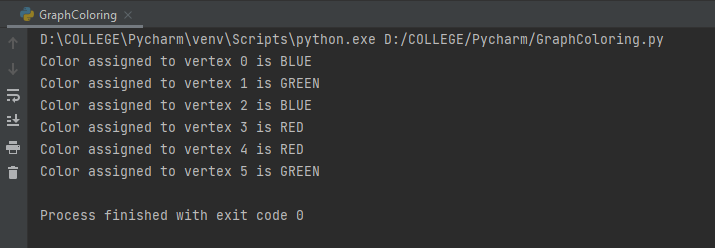 GraphColoring
D:\COLLEGE\Pycharm\venv\Scripts\python.exe D:/COLLEGE/Pycharm/GraphColoring.py
Color assigned to vertex 0 is BLUE
Color assigned to vertex 1 is GREEN
Color assigned to vertex 2 is BLUE
Color assigned to vertex 3 is RED
Color assigned to vertex 4 is RED
Color assigned to vertex 5 is GREEN
Process finished with exit code 0